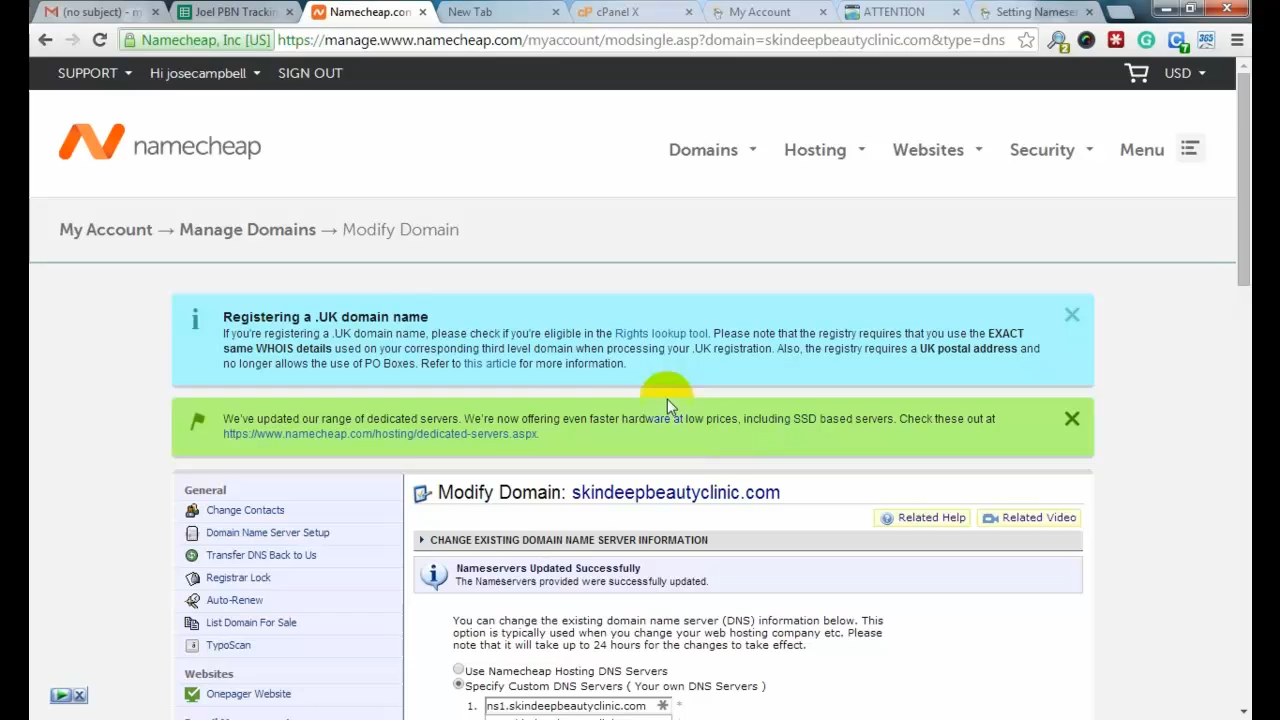 (no subject) - m
Joel PBN Trackin
Namecheap.con
New Tab
cPanel X
My Account
ATTENTION
Setting Nameser
Namecheap, Inc [US]
https://manage.www.namecheap.com/myaccount/modsingle.asp?domain=skindeepbeautyclinic.com&type=dns
SUPPORT
Hi josecampbell
SIGN OUT
USD
namecheap
Domains
Hosting
Websites
Security
Menu
My Account → Manage Domains → Modify Domain
Registering a .UK domain name
If you're registering a .UK domain name, please check if you're eligible in the Rights lookup tool. Please note that the registry requires that you use the EXACT
same WHOIS details used on your corresponding third level domain when processing your .UK registration. Also, the registry requires a UK postal address and
no longer allows the use of PO Boxes. Refer to this article for more information.
We've updated our range of dedicated servers. We're now offering even faster hardware at low prices, including SSD based servers. Check these out at
https://www.namecheap.com/hosting/dedicated-servers.aspx.
General
Change Contacts
Domain Name Server Setup
Transfer DNS Back to Us
Registrar Lock
Auto-Renew
List Domain For Sale
TypoScan
Websites
Onepager Website
Modify Domain: skindeepbeautyclinic.com
Related Help
Related Video
CHANGE EXISTING DOMAIN NAME SERVER INFORMATION
Nameservers Updated Successfully
The Nameservers provided were successfully updated.
You can change the existing domain name server (DNS) information below. This
option is typically used when you change your web hosting company etc. Please
note that it will take up to 24 hours for the changes to take effect.
Use Namecheap Hosting DNS Servers
Specify Custom DNS Servers ( Your own DNS Servers )
1. ns1.skindeepbeautyclinic.com *